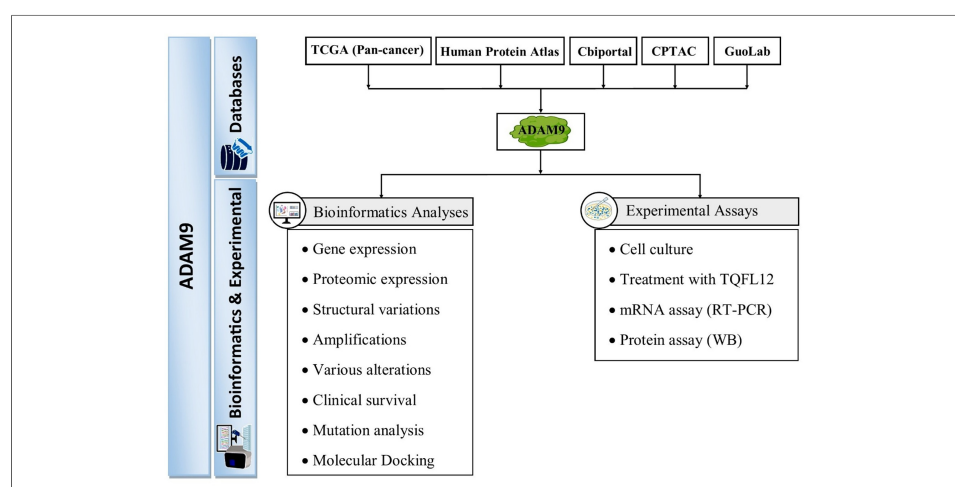 TCGA (Pan-cancer)
Human Protein Atlas
Cbiportal
CPTAC
GuoLab
ADAM9
ADAM9
Databases
Bioinformatics & Experimental
Bioinformatics Analyses
• Gene expression
• Proteomic expression
• Structural variations
• Amplifications
• Various alterations
• Clinical survival
• Mutation analysis
• Molecular Docking
Experimental Assays
• Cell culture
• Treatment with TQFL12
• mRNA assay (RT-PCR)
• Protein assay (WB)